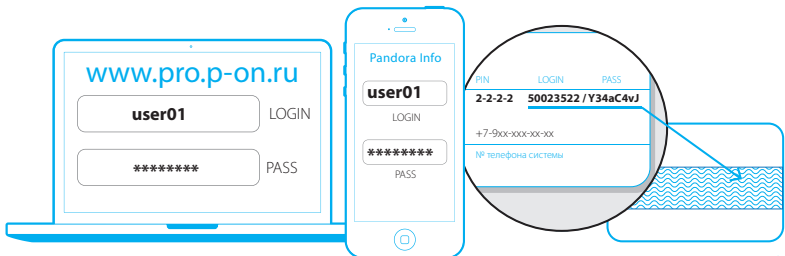 www.pro.p-on.ru
user01
LOGIN
********
PASS
Pandora Info
user01
LOGIN
********
PASS
PIN LOGIN PASS
2-2-2-2 50023522 / Y34aC4vJ
+7-9xx-xxx-xx-xx
№ телефона системы